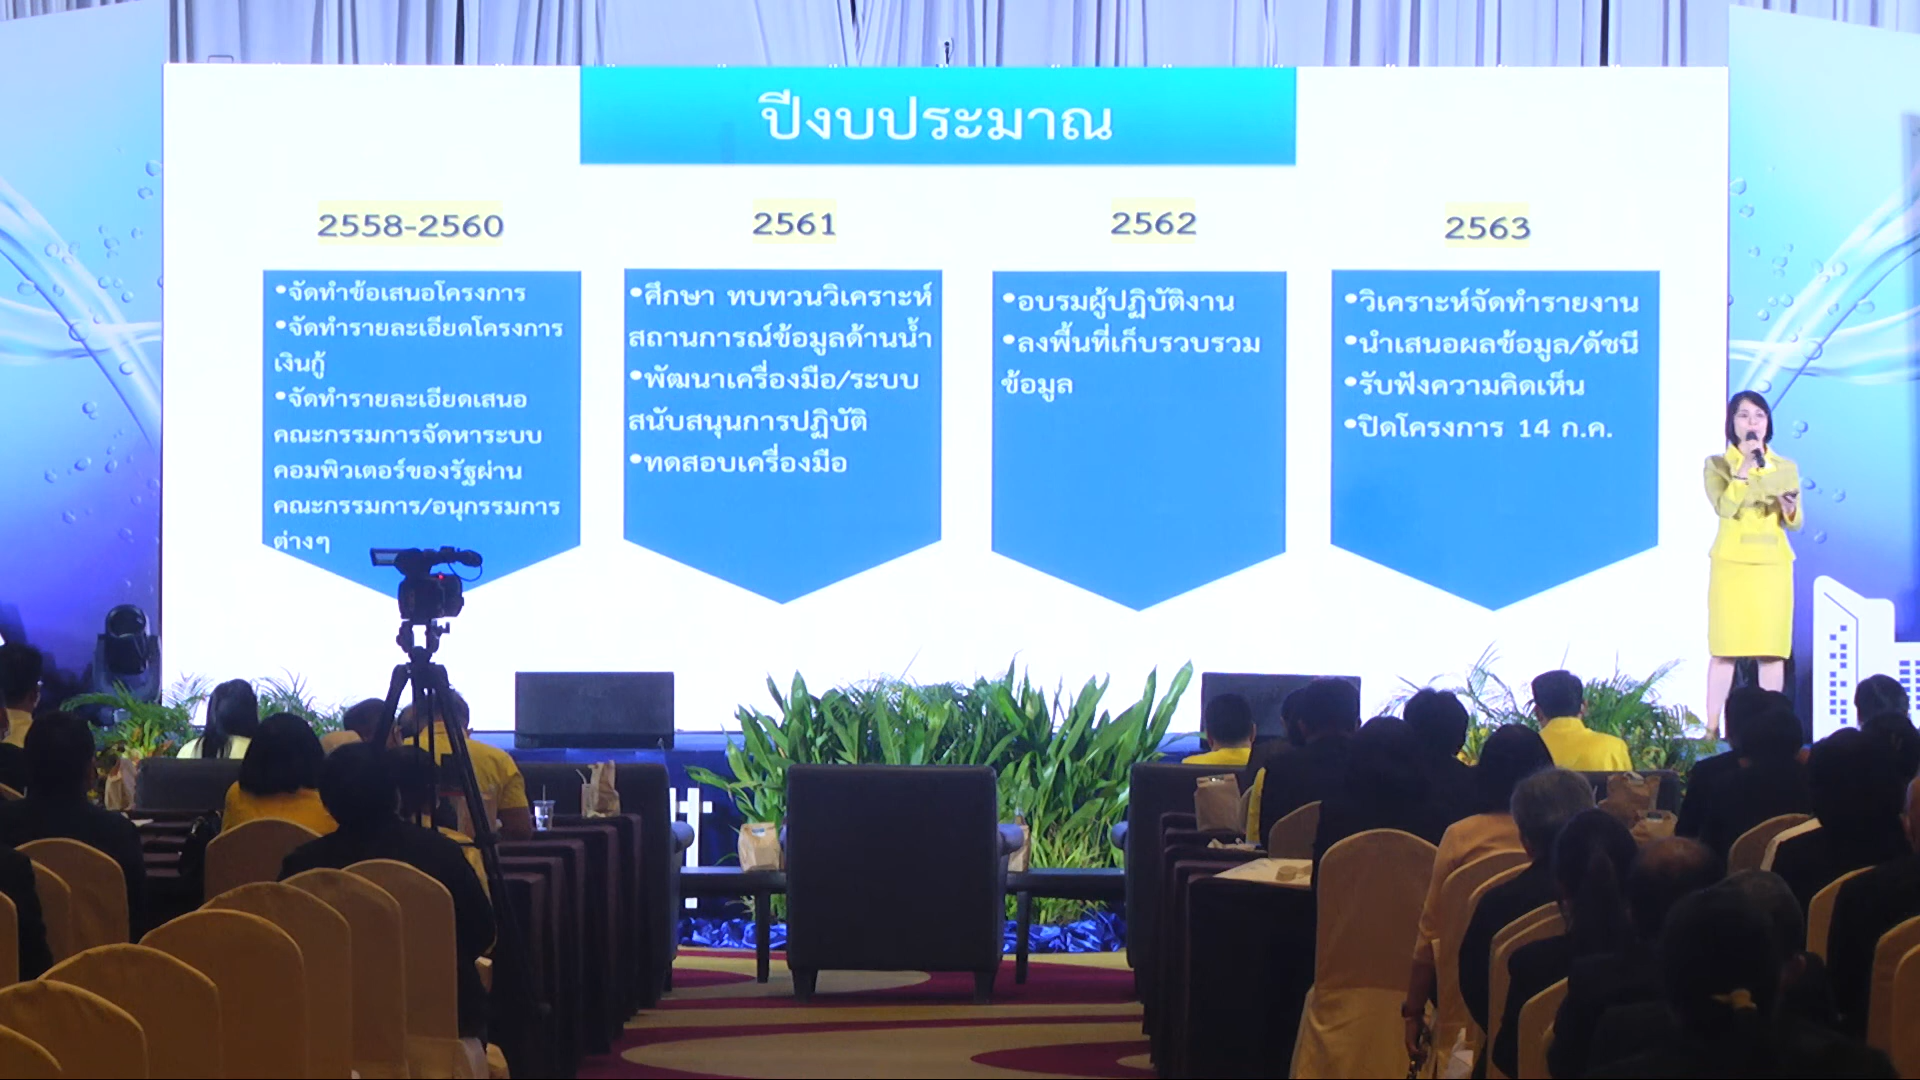 ปีงบประมาณ
2558-2560
•จัดทำข้อเสนอโครงการ
•จัดทำรายละเอียดโครงการ
เงินกู้
•จัดทำรายละเอียดเสนอ
คณะกรรมการจัดหาระบบ
คอมพิวเตอร์ของรัฐผ่าน
คณะกรรมการ/อนุกรรมการ
ต่างๆ
2561
•ศึกษา ทบทวนวิเคราะห์
สถานการณ์ข้อมูลด้านน้ำ
•พัฒนาเครื่องมือ/ระบบ
สนับสนุนการปฏิบัติ
•ทดสอบเครื่องมือ
2562
•อบรมผู้ปฏิบัติงาน
•ลงพื้นที่เก็บรวบรวม
ข้อมูล
2563
•วิเคราะห์จัดทำรายงาน
•นำเสนอผลข้อมูล/ดัชนี
•รับฟังความคิดเห็น
•ปิดโครงการ 14 ก.ค.